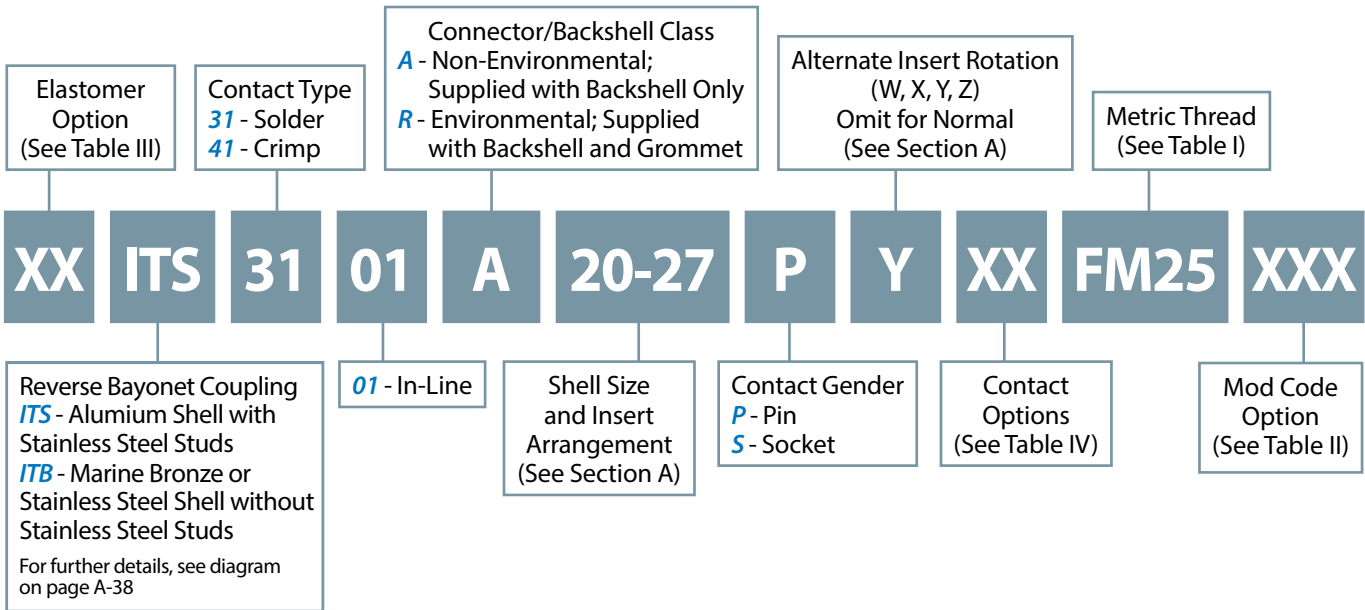 Elastomer
Option
(See Table III)
Contact Type
31 - Solder
41 - Crimp
Connector/Backshell Class
A - Non-Environmental;
Supplied with Backshell Only
R - Environmental; Supplied
with Backshell and Grommet
Alternate Insert Rotation
(W, X, Y, Z)
Omit for Normal
(See Section A)
Metric Thread
(See Table I)
XX ITS 31 01 A 20-27 P Y XX FM25 XXX
Reverse Bayonet Coupling
ITS - Alumium Shell with
Stainless Steel Studs
ITB - Marine Bronze or
Stainless Steel Shell without
Stainless Steel Studs
For further details, see diagram
on page A-38
01 - In-Line
Shell Size
and Insert
Arrangement
(See Section A)
Contact Gender
P - Pin
S - Socket
Contact
Options
(See Table IV)
Mod Code
Option
(See Table II)